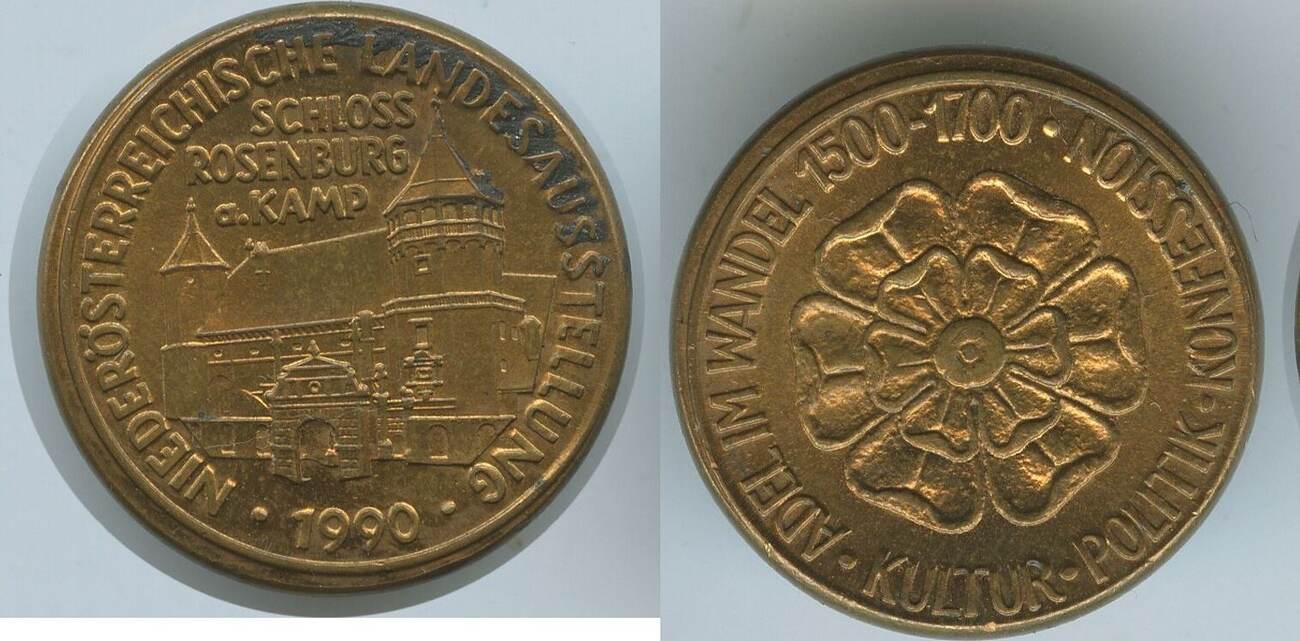 NIEDERÖSTERREICHISCHE LANDESAUSSTELLUNG
SCHLOSS
ROSENBURG
a.KAMP
• 1990 •
ADEL IM WANDEL 1500-1700 •
KONFESSION •
POLITIK •
KULTUR •